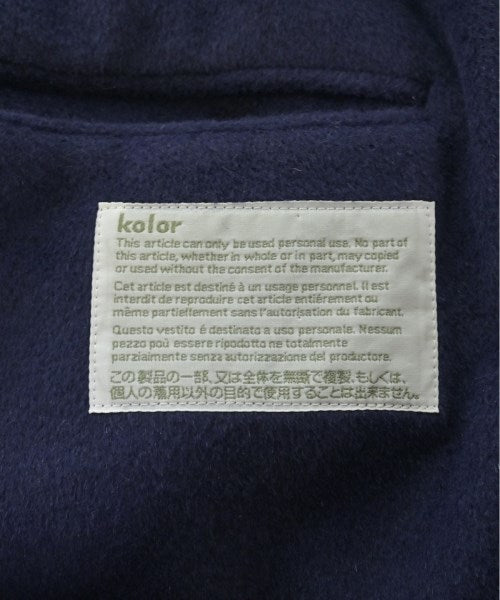 kolor
This article can only be used personal use. No part of
this article, whether in whole or in part, may copied
or used without the consent of the manufacturer.
Cet article est destiné à un usage personnel. Il est
interdit de reproduire cet article entiérement ou
même partiellement sans l'autorisation du fabricant.
Questo vestito é destinato a uso personale. Nessum
pezzo puù essere ripodotto ne totalmente
parziaimente senza autorizzazione del productore.
この製品の一部、又は全体を無断で複製、もしくは、
個人の着用以外の目的で使用することは出来ません。